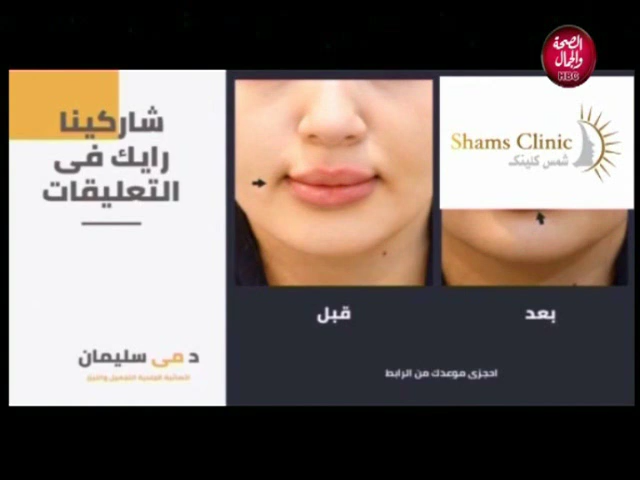 الصحة
والجمال
HBC
شاركينا
رايك فى
التعليقات
Shams Clinic
شمس كلينك
قبل
بعد
د مى سليمان
احجزى موعدك من الرابط